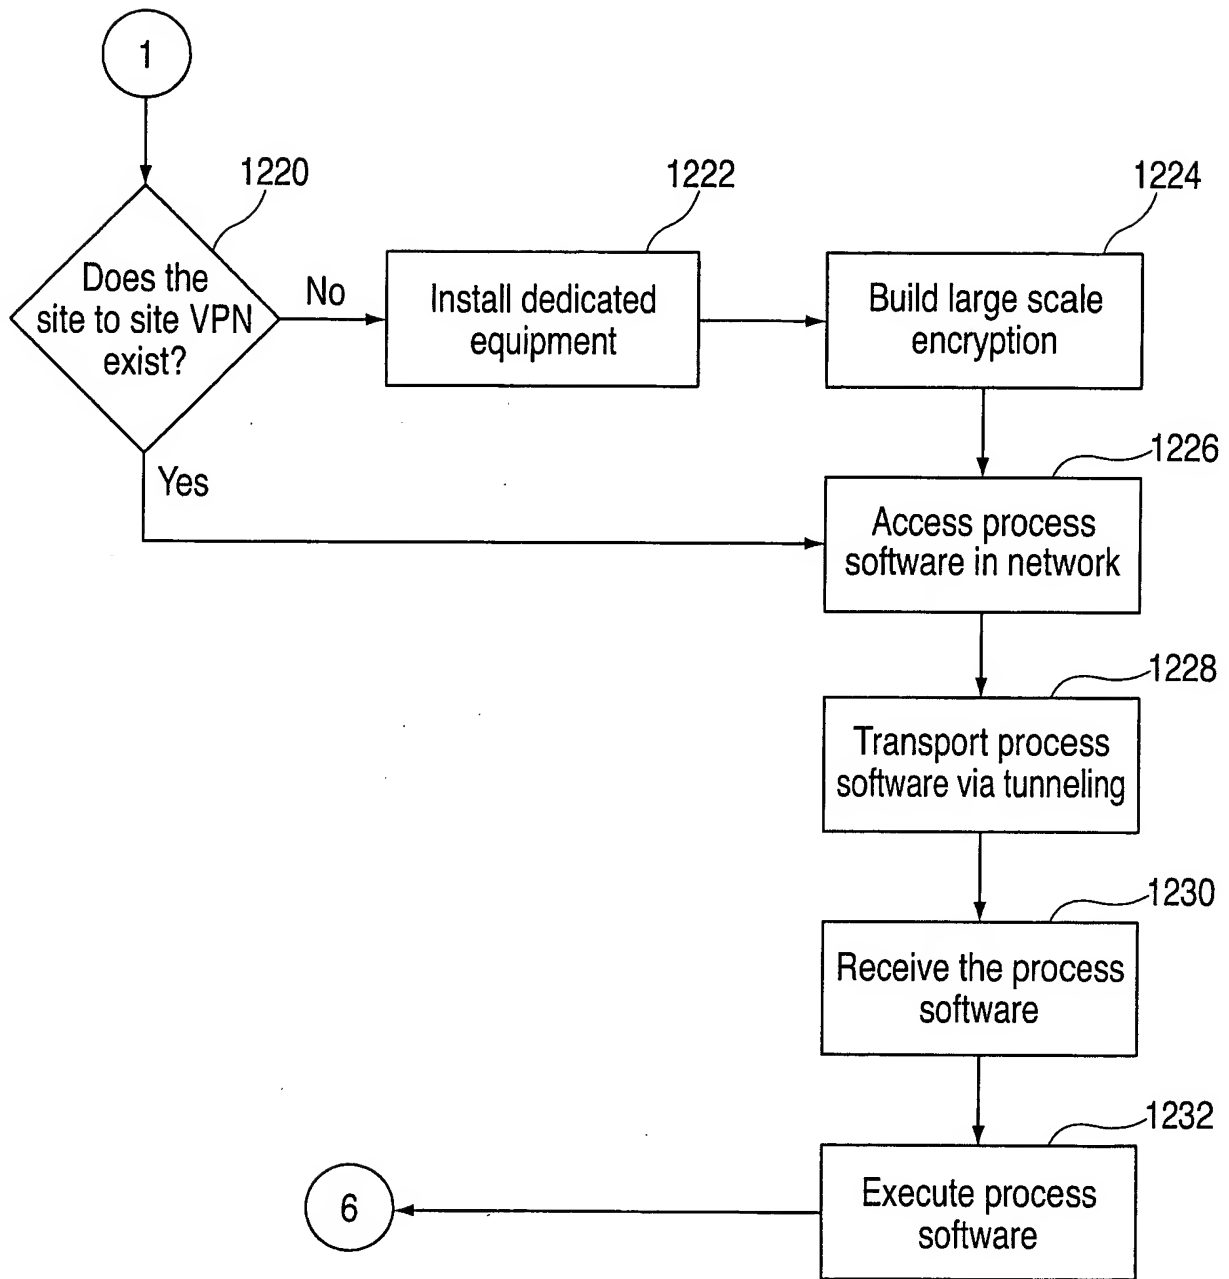 1
1220
Does the
site to site VPN
exist?
No
Yes
1222
Install dedicated
equipment
1224
Build large scale
encryption
1226
Access process
software in network
1228
Transport process
software via tunneling
1230
Receive the process
software
1232
Execute process
software
6